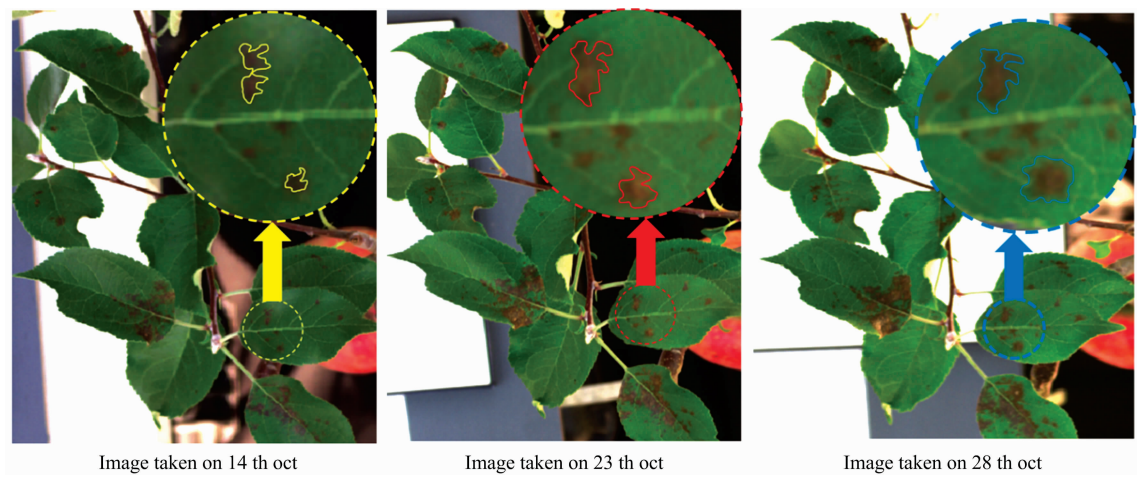 Image taken on 14 th oct
Image taken on 23 th oct
Image taken on 28 th oct